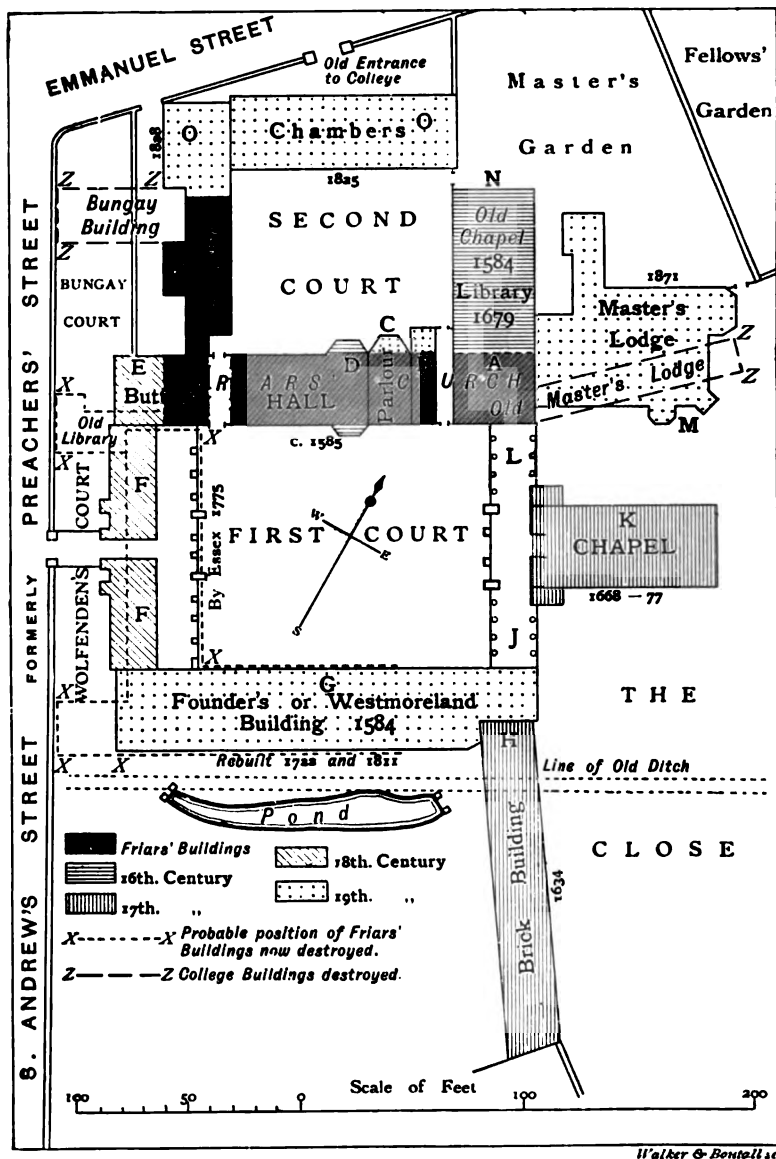 EMMANUEL STREET
Old Entrance
to Colleye
Master's
Garden
Fellows'
Garden
O
Chambers
O
1828
1825
Z
Z
Bungay
Building
Z
BUNGAY
COURT
SECOND
COURT
N
Old
Chapel
1584
Library
1679
1871
Master's
Lodge
Z
Z
Master's Lodge
M
C
E
Butt
R
D
ARS'
C
URCH
HALL
Parlour
A
Old
c. 1585
X
Old
Library
X
X
COURT
F
By Essex 1775
FIRST COURT
W
E
S
L
K
CHAPEL
1668 — 77
J
F
WOLFENDEN'S
X
X
G
Founder's or Westmoreland
Building 1584
Rebuilt 1722 and 1811
X
X
H
THE
CLOSE
Line of Old Ditch
Pond
Brick Building
1634
PREACHERS' STREET
FORMERLY
S. ANDREW'S STREET
Friars' Buildings
16th. Century
17th. „
18th. Century
19th. „
X X Probable position of Friars'
Buildings now destroyed.
Z Z College Buildings destroyed.
Scale of Feet
100 50 0 100 200
Walker & Boutall sc